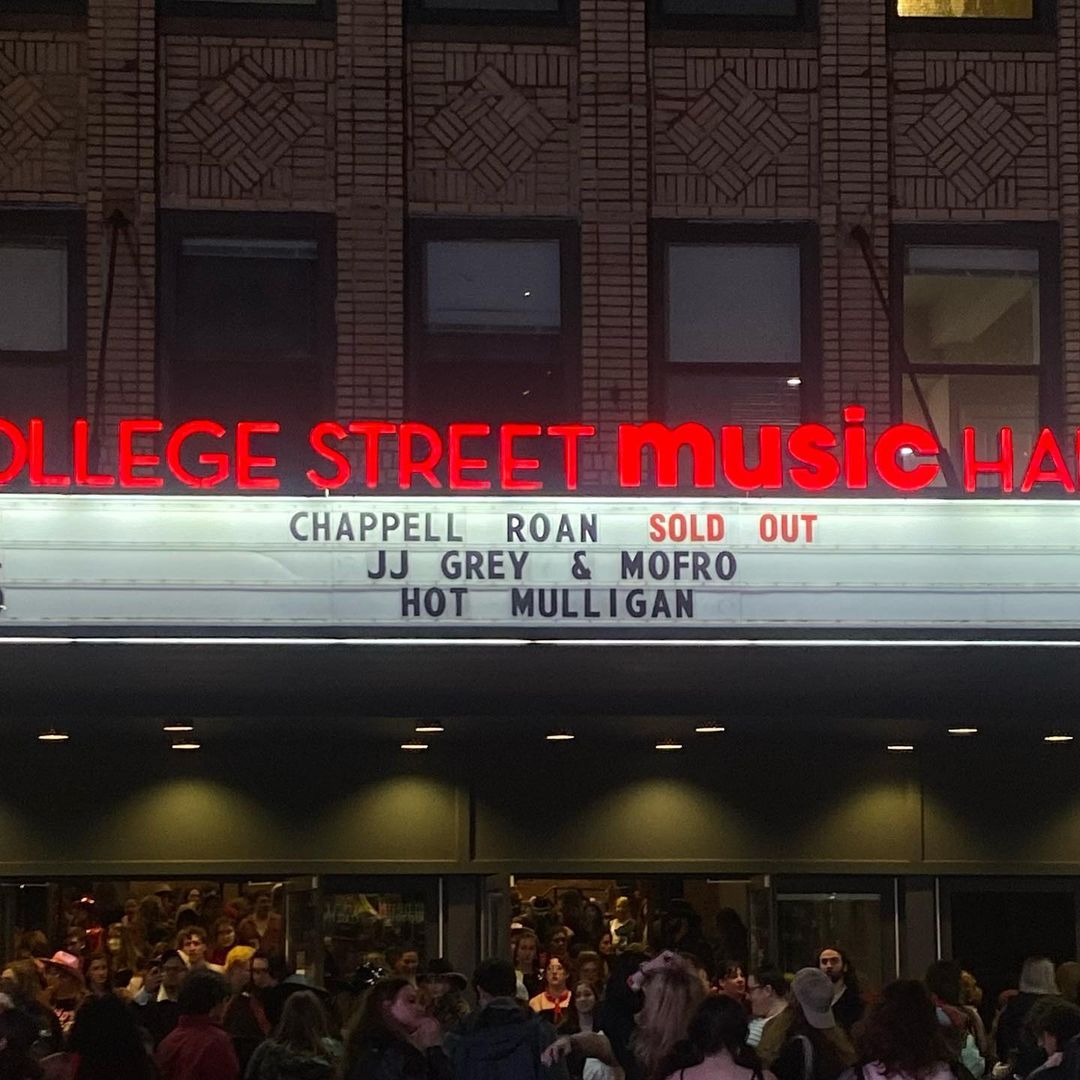 OLLEGE STREET music HA
CHAPPELL ROAN SOLD OUT
JJ GREY & MOFRO
HOT MULLIGAN